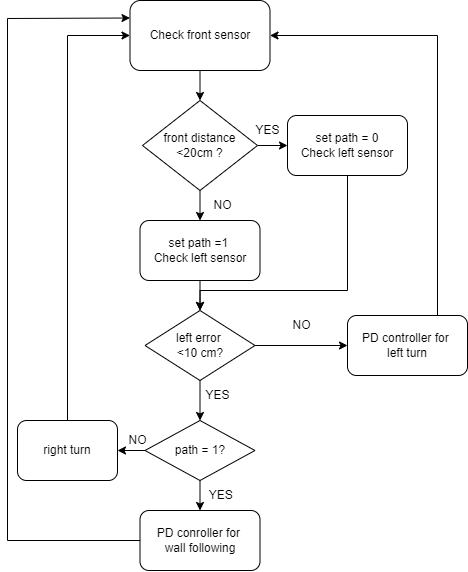 Check front sensor
front distance
<20cm ?
YES
set path = 0
Check left sensor
NO
set path =1
Check left sensor
left error
<10 cm?
NO
PD controller for
left turn
YES
path = 1?
NO
right turn
YES
PD conroller for
wall following